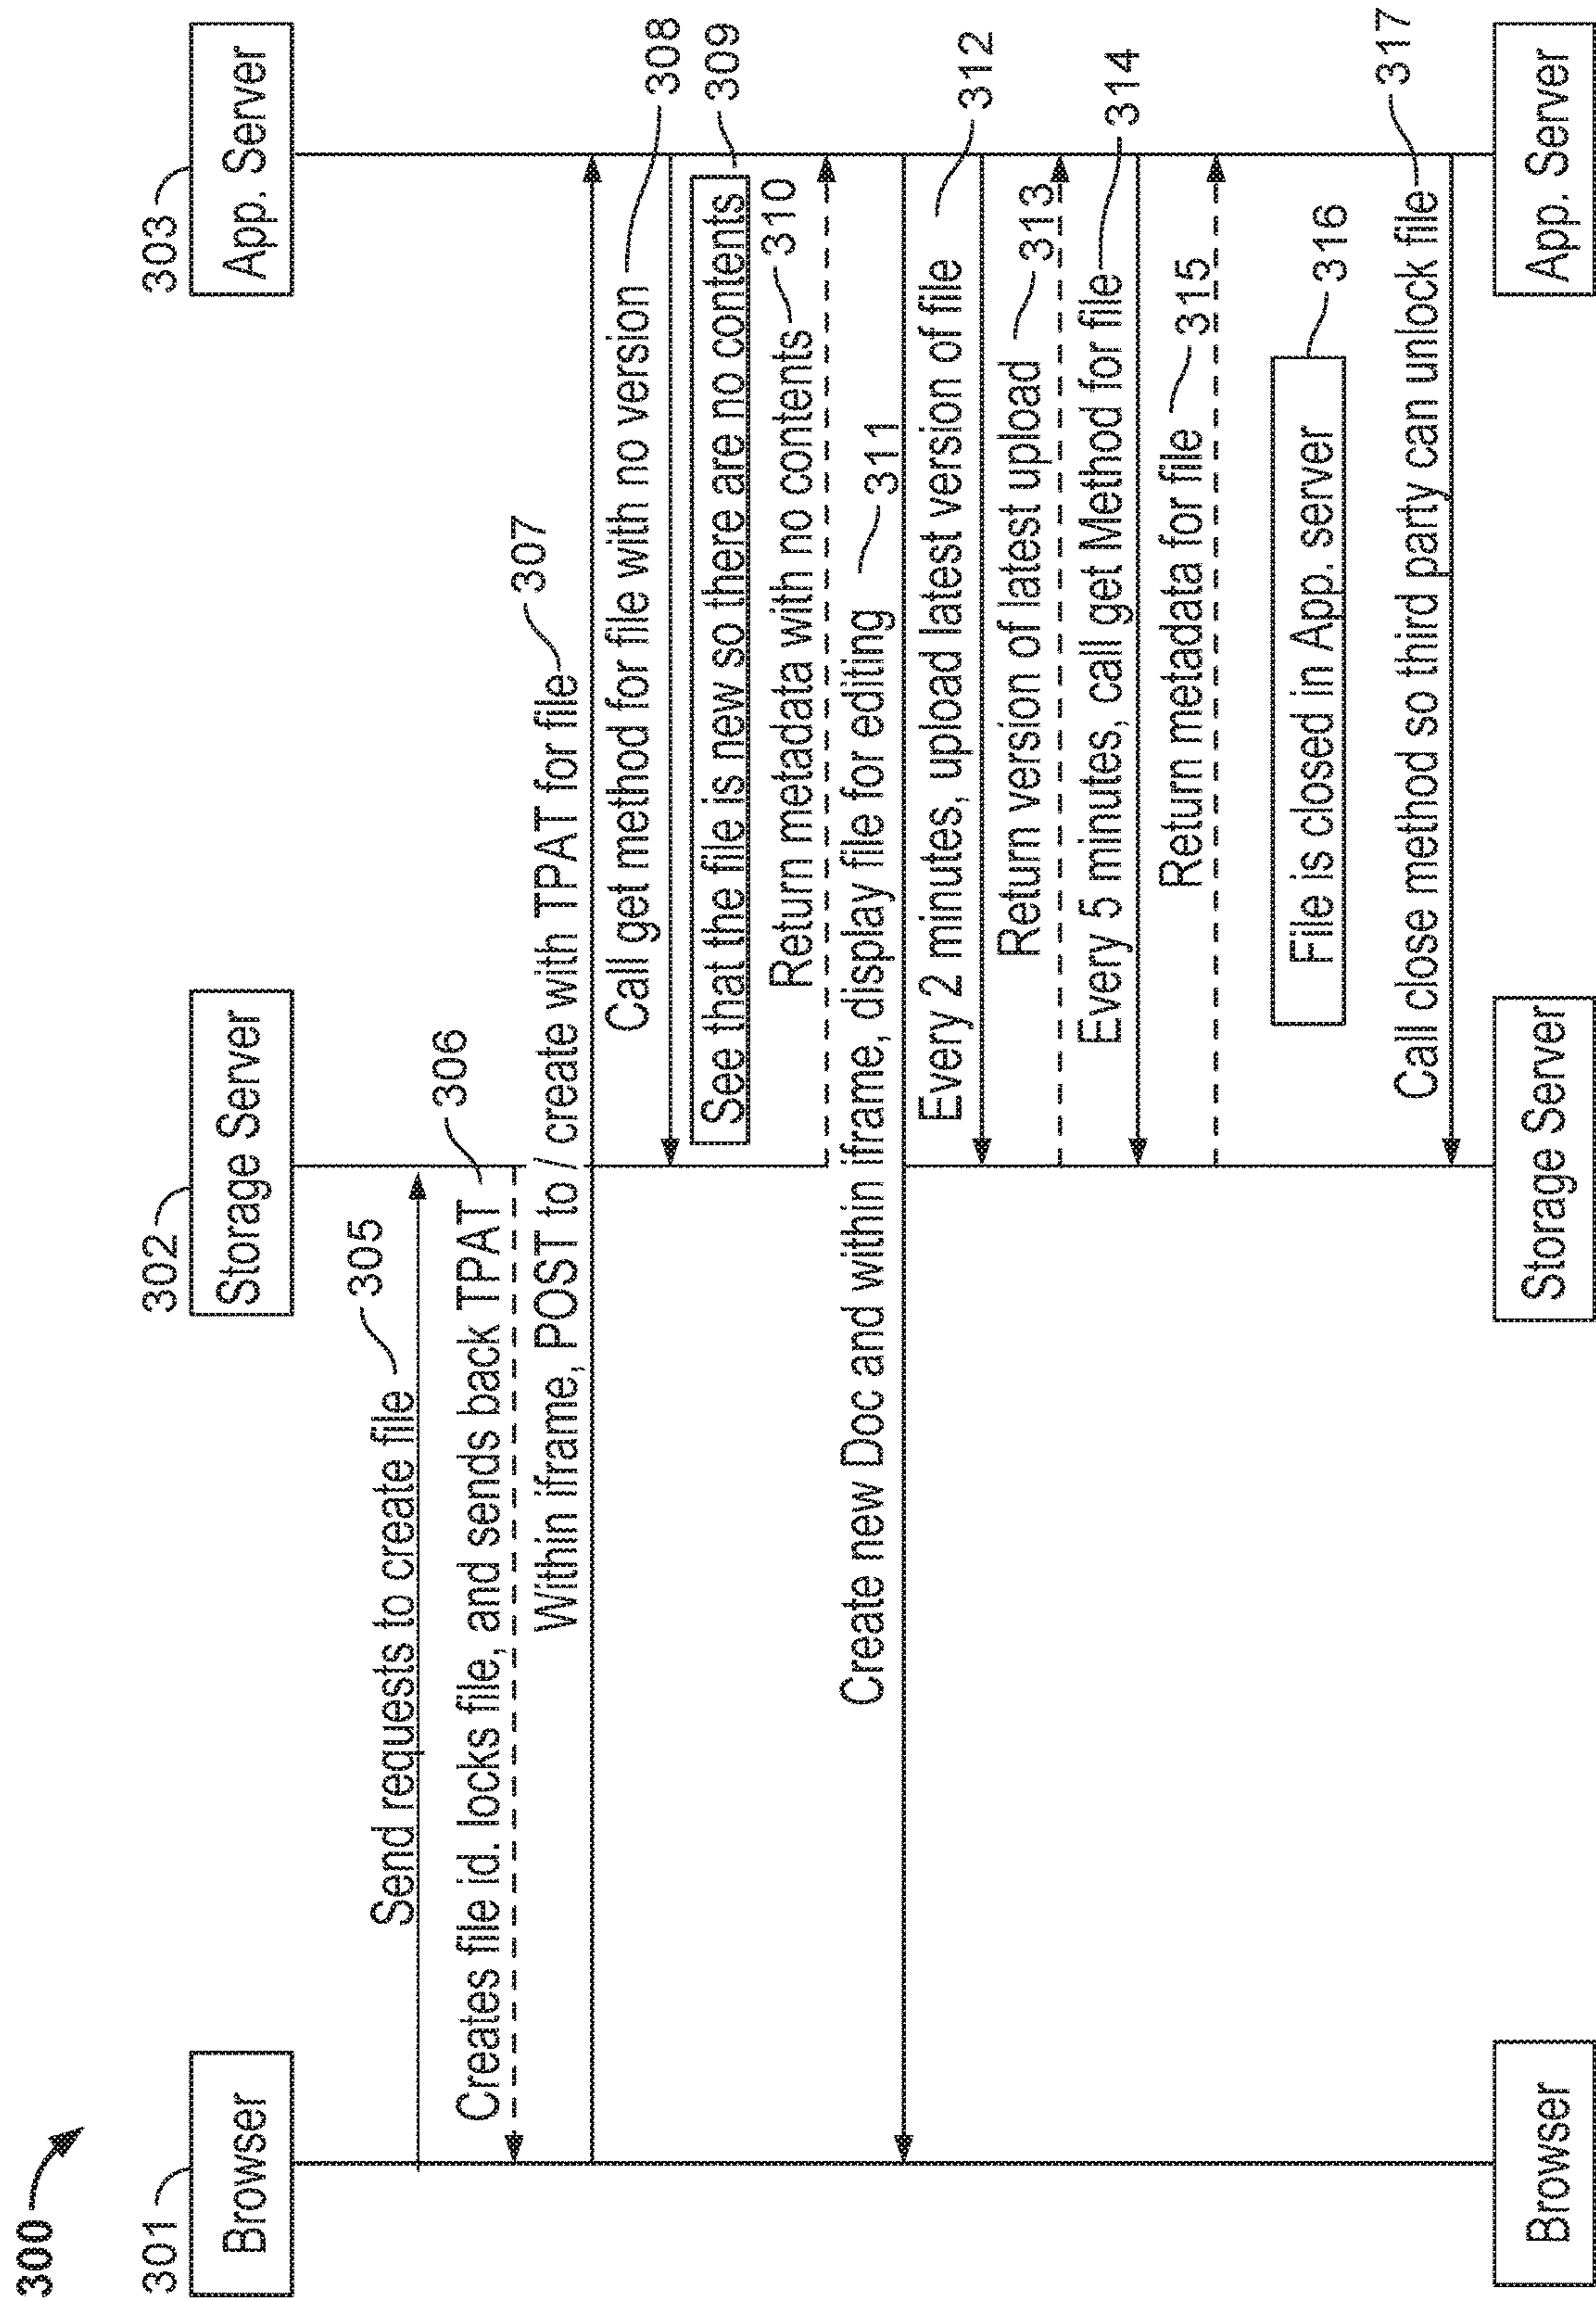 300
301
Browser
302
Storage Server
303
App. Server
Send requests to create file
305
Creates file id. locks file, and sends back TPAT
306
Within iframe, POST to / create with TPAT for file
307
Call get method for file with no version
308
See that the file is new so there are no contents
309
Return metadata with no contents
310
Create new Doc and within iframe, display file for editing
311
Every 2 minutes, upload latest version of file
312
Return version of latest upload
313
Every 5 minutes, call get Method for file
314
Return metadata for file
315
File is closed in App. server
316
Call close method so third party can unlock file
317
Browser
Storage Server
App. Server